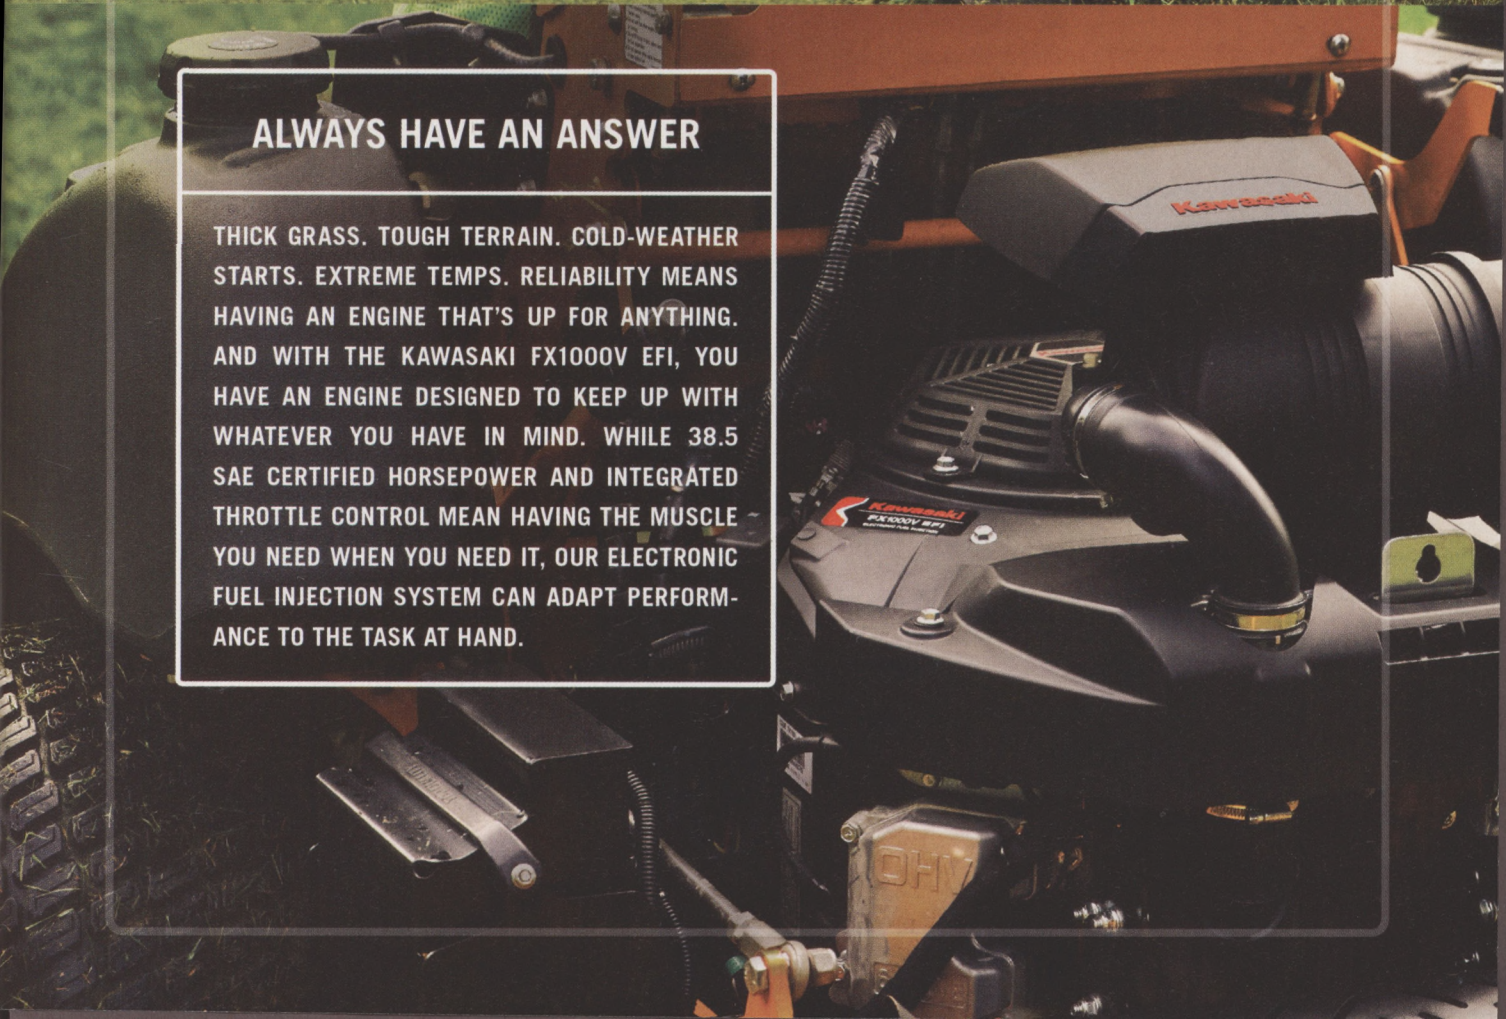 ALWAYS HAVE AN ANSWER
THICK GRASS. TOUGH TERRAIN. COLD-WEATHER
STARTS. EXTREME TEMPS. RELIABILITY MEANS
HAVING AN ENGINE THAT'S UP FOR ANYTHING.
AND WITH THE KAWASAKI FX1000V EFI, YOU
HAVE AN ENGINE DESIGNED TO KEEP UP WITH
WHATEVER YOU HAVE IN MIND. WHILE 38.5
SAE CERTIFIED HORSEPOWER AND INTEGRATED
THROTTLE CONTROL MEAN HAVING THE MUSCLE
YOU NEED WHEN YOU NEED IT, OUR ELECTRONIC
FUEL INJECTION SYSTEM CAN ADAPT PERFORM-
ANCE TO THE TASK AT HAND.
Kawasaki
Kawasaki
FX1000V EFI
ELECTRONIC FUEL INJECTION
OHV